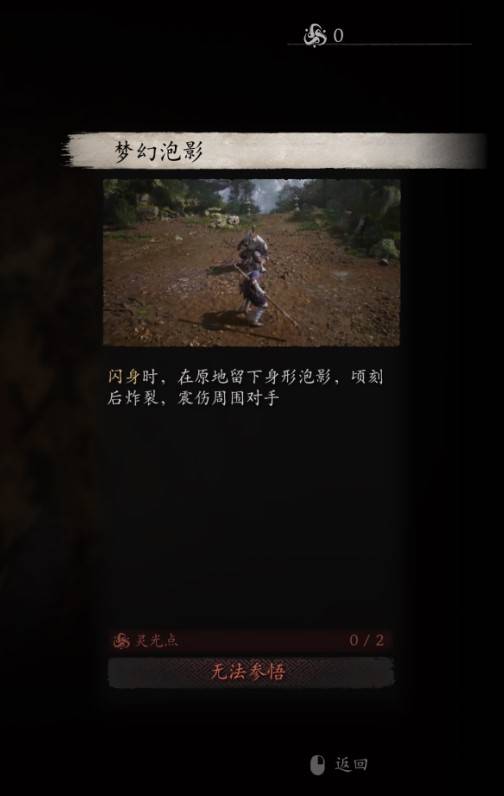 0
梦幻泡影
闪身时，在原地留下身形泡影，顷刻
后炸裂，震伤周围对手
灵光点 0/2
无法参悟
返回